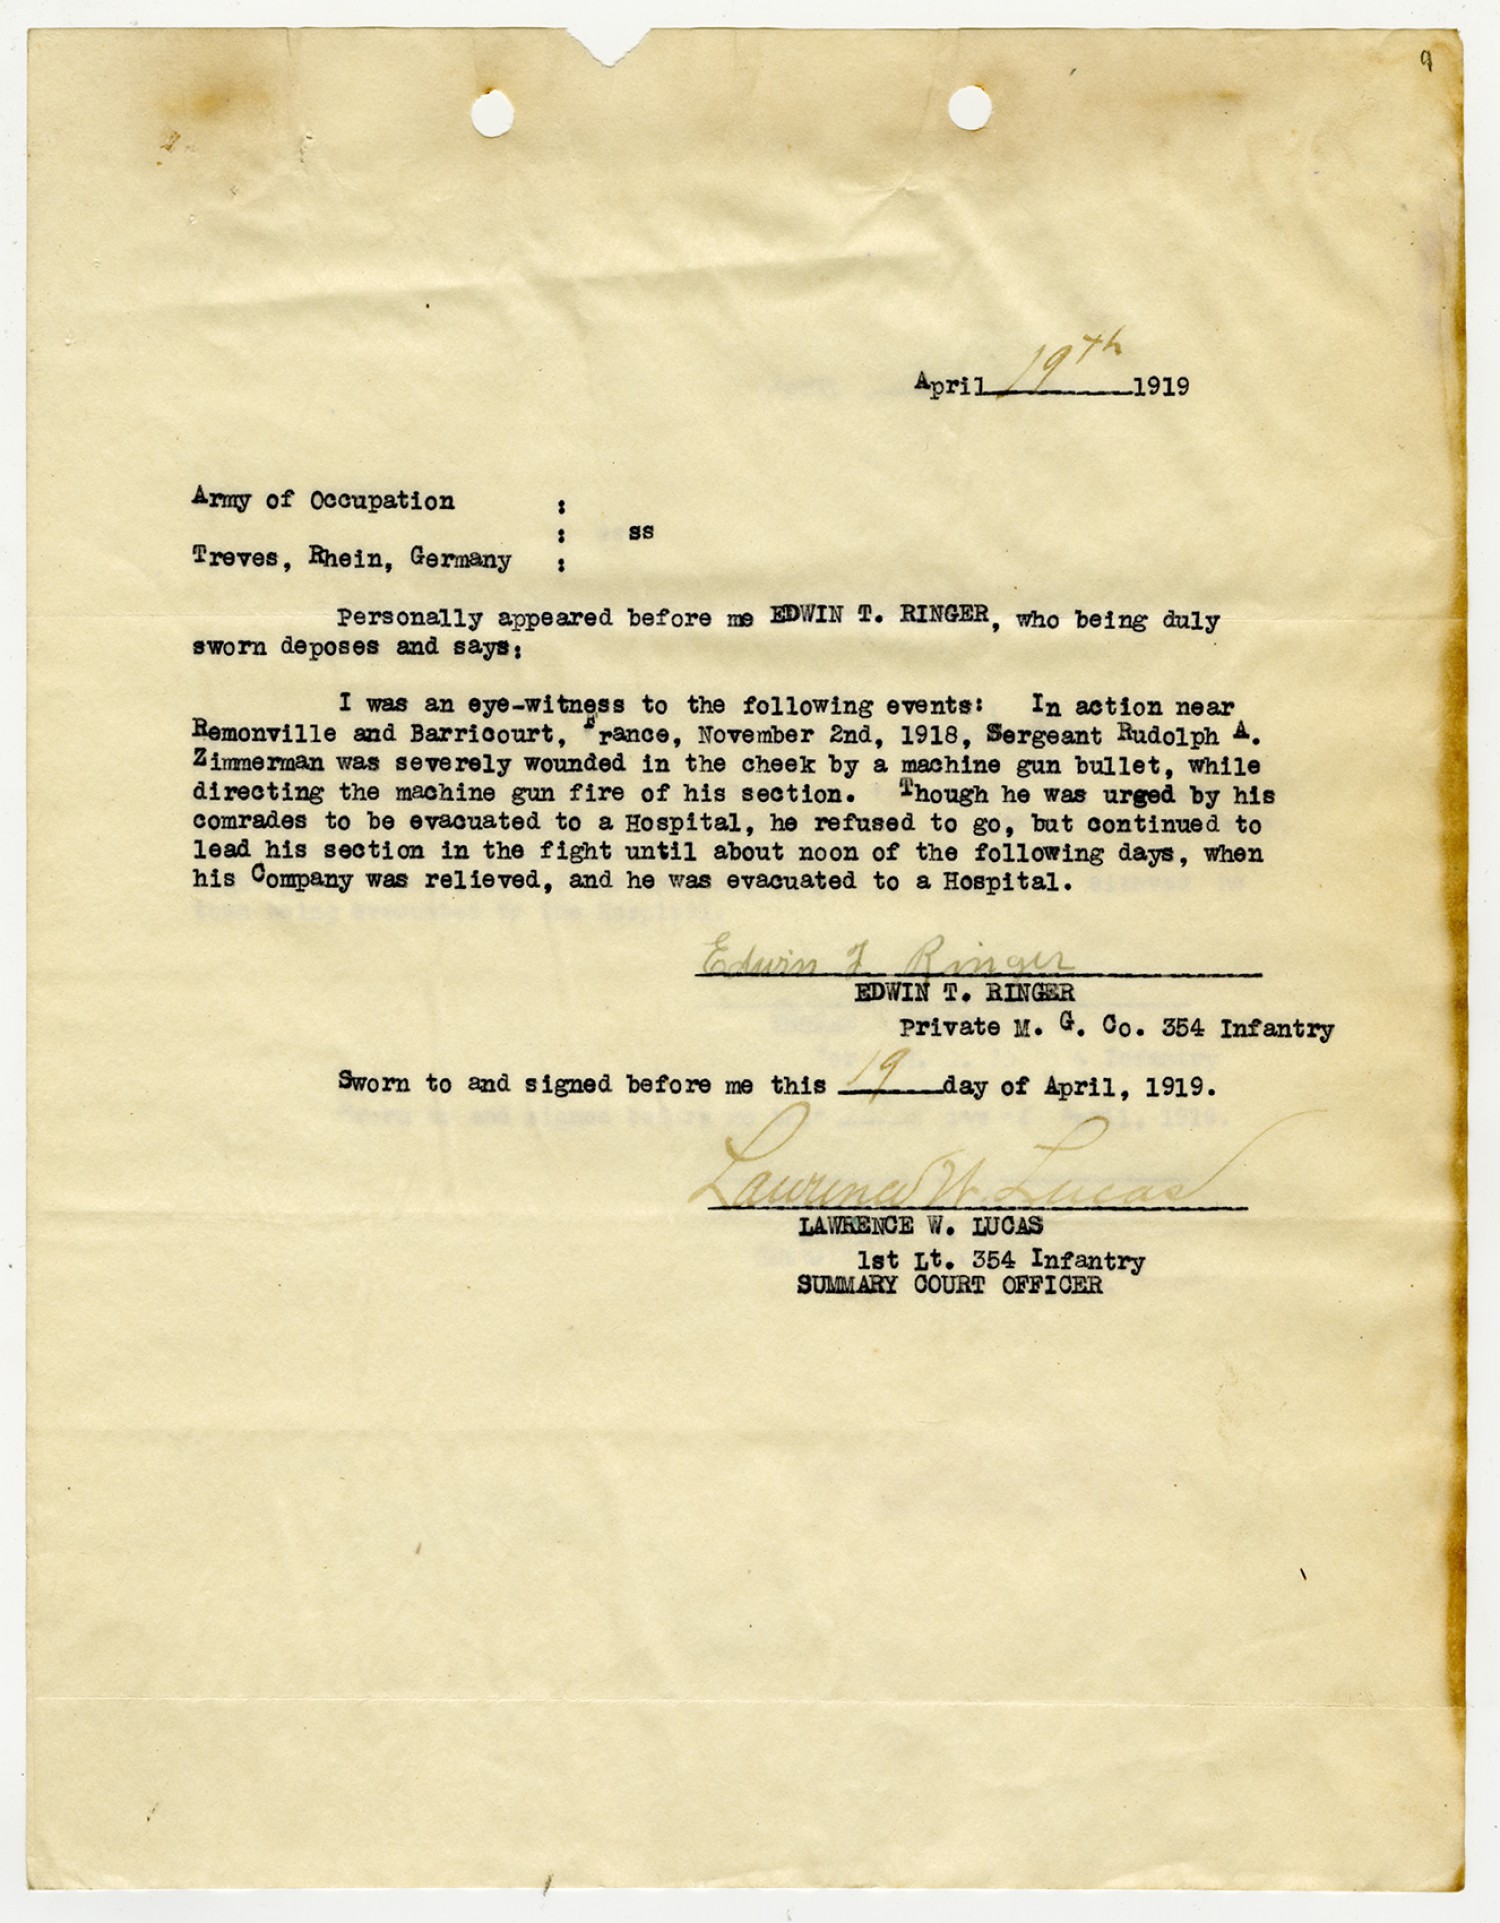 9
April 19th 1919
Army of Occupation :
: ss
Treves, Rhein, Germany :
Personally appeared before me EDWIN T. RINGER, who being duly
sworn deposes and says:
I was an eye-witness to the following events: In action near
Remonville and Barricourt, France, November 2nd, 1918, Sergeant Rudolph A.
Zimmerman was severely wounded in the cheek by a machine gun bullet, while
directing the machine gun fire of his section. Though he was urged by his
comrades to be evacuated to a Hospital, he refused to go, but continued to
lead his section in the fight until about noon of the following days, when
his Company was relieved, and he was evacuated to a Hospital.
Edwin T Ringer
EDWIN T. RINGER
Private M. G. Co. 354 Infantry
Sworn to and signed before me this 19 day of April, 1919.
Lawrence W. Lucas
LAWRENCE W. LUCAS
1st Lt. 354 Infantry
SUMMARY COURT OFFICER